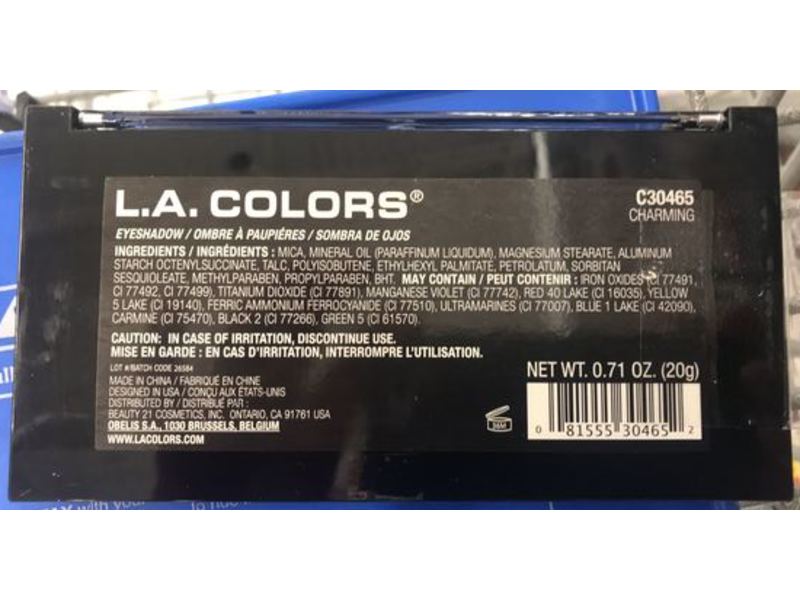 L.A. COLORS®
C30465
CHARMING
EYESHADOW / OMBRE À PAUPIÈRES / SOMBRA DE OJOS
INGREDIENTS / INGRÉDIENTS : MICA, MINERAL OIL (PARAFFINUM LIQUIDUM), MAGNESIUM STEARATE, ALUMINUM
STARCH OCTENYLSUCCINATE, TALC, POLYISOBUTENE, ETHYLHEXYL PALMITATE, PETROLATUM, SORBITAN
SESQUIOLEATE, METHYLPARABEN, PROPYLPARABEN, BHT. MAY CONTAIN / PEUT CONTENIR : IRON OXIDES (CI 77491,
CI 77492, CI 77499), TITANIUM DIOXIDE (CI 77891), MANGANESE VIOLET (CI 77742), RED 40 LAKE (CI 16035), YELLOW
5 LAKE (CI 19140), FERRIC AMMONIUM FERROCYANIDE (CI 77510), ULTRAMARINES (CI 77007), BLUE 1 LAKE (CI 42090),
CARMINE (CI 75470), BLACK 2 (CI 77266), GREEN 5 (CI 61570).
CAUTION: IN CASE OF IRRITATION, DISCONTINUE USE.
MISE EN GARDE : EN CAS D'IRRITATION, INTERROMPRE L'UTILISATION.
LOT #/BATCH CODE 26584
MADE IN CHINA / FABRIQUÉ EN CHINE
DESIGNED IN USA / CONÇU AUX ÉTATS-UNIS
DISTRIBUTED BY / DISTRIBUÉ PAR :
BEAUTY 21 COSMETICS, INC. ONTARIO, CA 91761 USA
OBELIS S.A., 1030 BRUSSELS, BELGIUM
WWW.LACOLORS.COM
NET WT. 0.71 OZ. (20g)
36M
0 81555 30465 2
with your